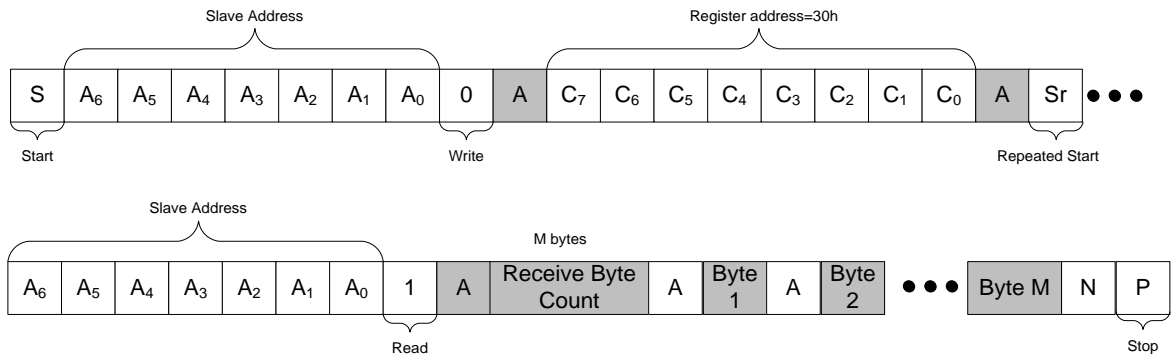 Slave Address Register address=30h
S A₆ A₅ A₄ A₃ A₂ A₁ A₀ 0 A C₇ C₆ C₅ C₄ C₃ C₂ C₁ C₀ A Sr
Start Write Repeated Start
Slave Address
M bytes
A₆ A₅ A₄ A₃ A₂ A₁ A₀ 1 A Receive Byte Count A Byte 1 A Byte 2 Byte M N P
Read Stop